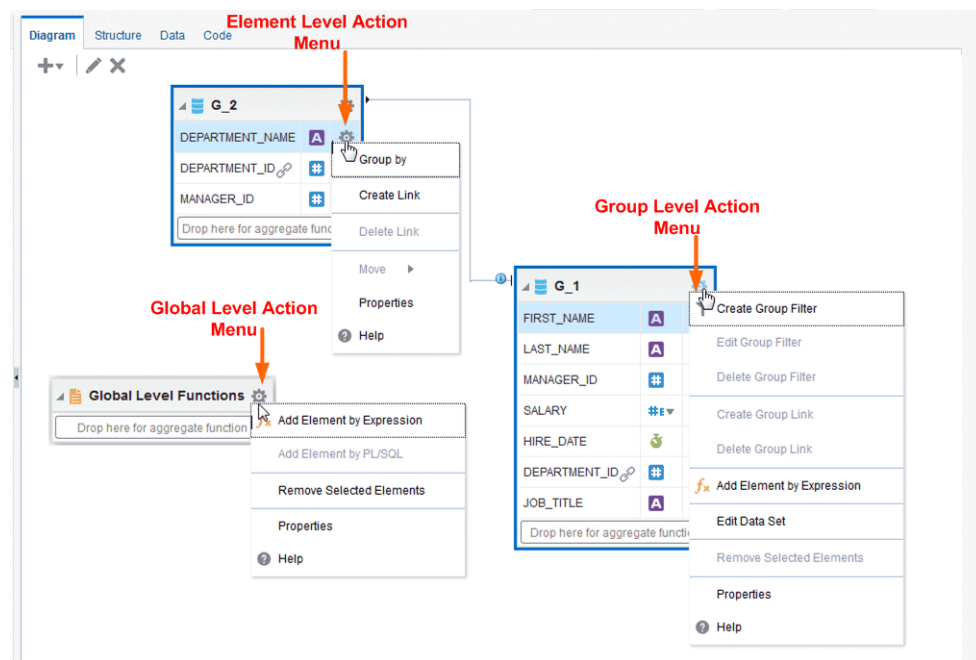 Element Level Action
Menu
Diagram Structure Data Code
G_2
DEPARTMENT_NAME A
DEPARTMENT_ID #
MANAGER_ID #
Drop here for aggregate func
Group by
Create Link
Delete Link
Move
Properties
Help
Group Level Action
Menu
G_1
FIRST_NAME A
LAST_NAME A
MANAGER_ID #
SALARY #E
HIRE_DATE
DEPARTMENT_ID #
JOB_TITLE A
Drop here for aggregate functi
Create Group Filter
Edit Group Filter
Delete Group Filter
Create Group Link
Delete Group Link
fx Add Element by Expression
Edit Data Set
Remove Selected Elements
Properties
Help
Global Level Action
Menu
Global Level Functions
Drop here for aggregate function
fx Add Element by Expression
Add Element by PL/SQL
Remove Selected Elements
Properties
Help